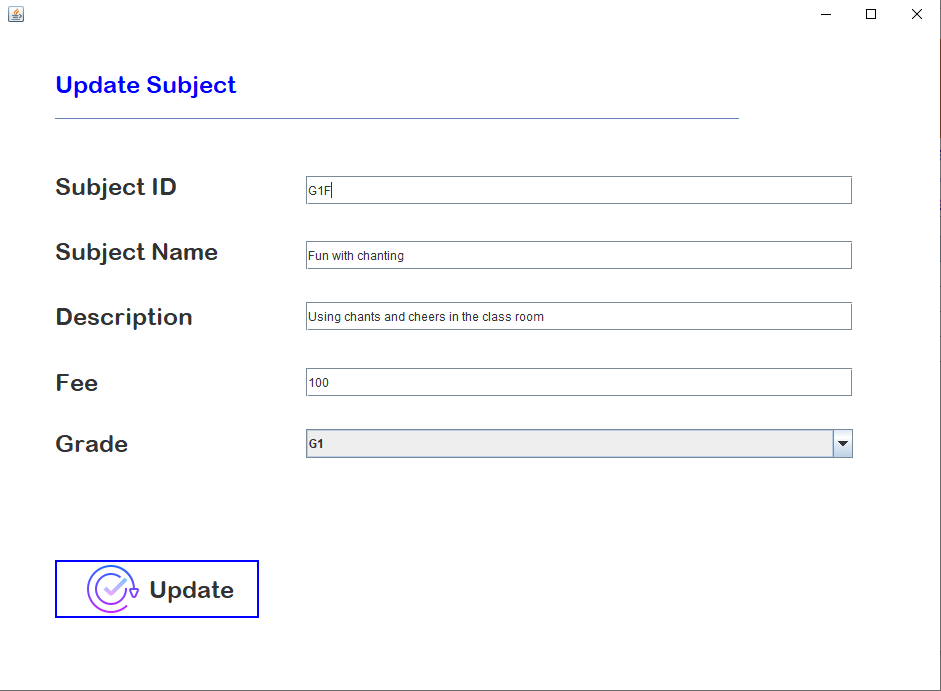 Update Subject
Subject ID
G1F
Subject Name
Fun with chanting
Description
Using chants and cheers in the class room
Fee
100
Grade
G1
Update